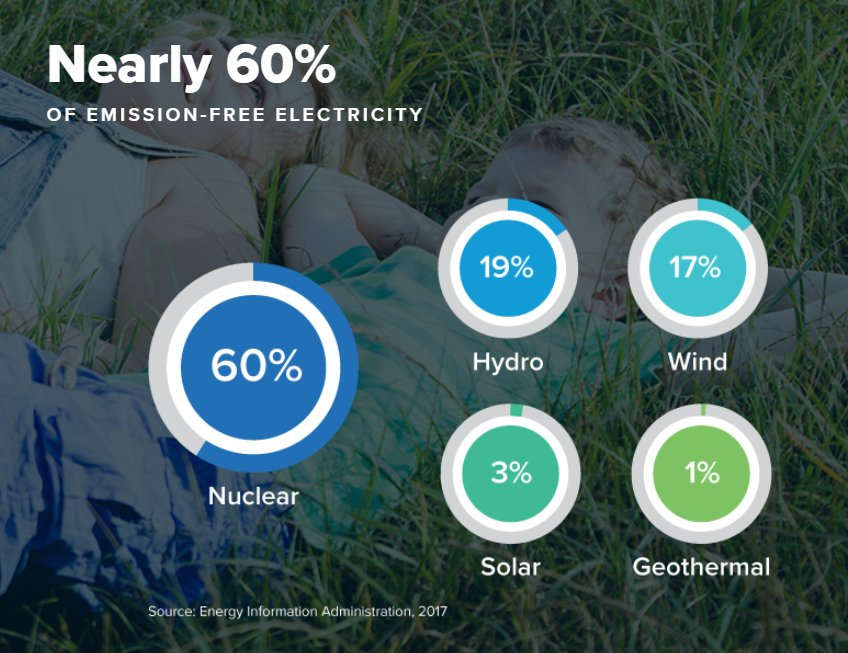 Nearly 60%
OF EMISSION-FREE ELECTRICITY
60%
Nuclear
19%
Hydro
17%
Wind
3%
Solar
1%
Geothermal
Source: Energy Information Administration, 2017